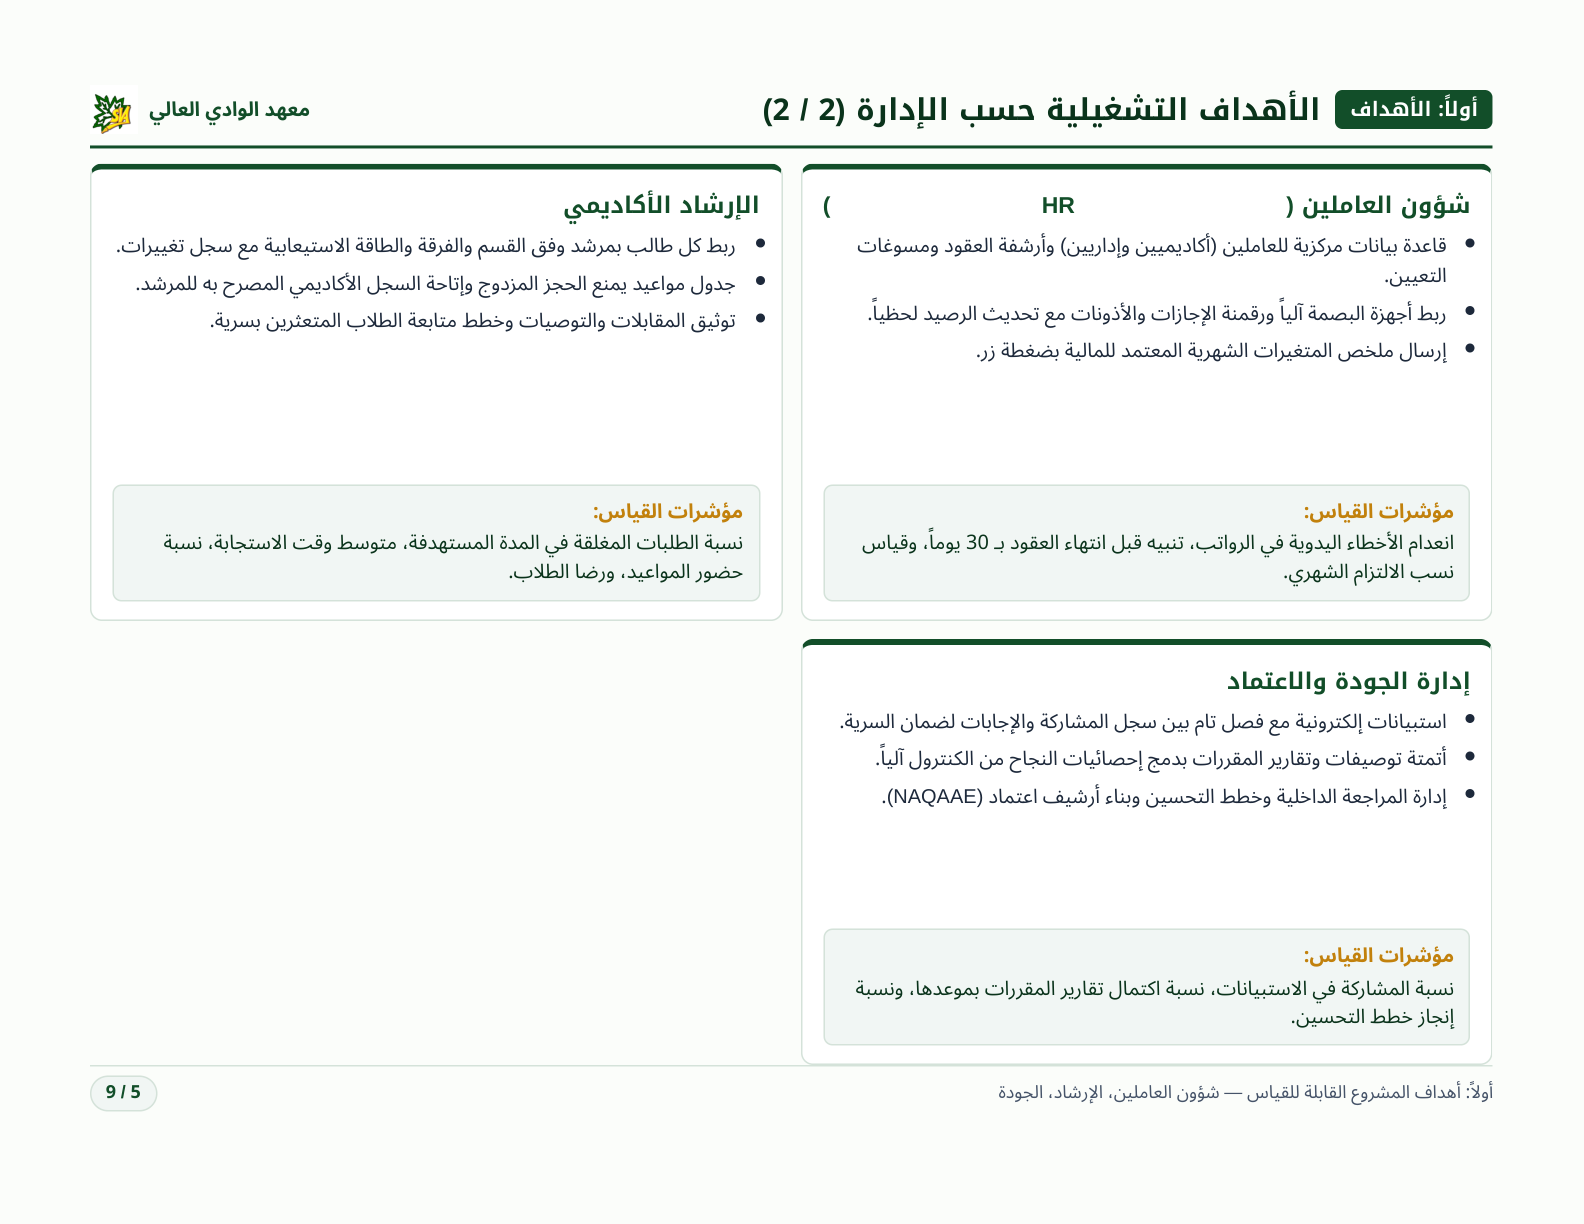 أولاً: الأهداف
الأهداف التشغيلية حسب الإدارة (2 / 2)
معهد الوادي العالي
شؤون العاملين (HR)
قاعدة بيانات مركزية للعاملين (أكاديميين وإداريين) وأرشفة العقود ومسوغات
التعيين.
ربط أجهزة البصمة آلياً ورقمنة الإجازات والأذونات مع تحديث الرصيد لحظياً.
إرسال ملخص المتغيرات الشهرية المعتمد للمالية بضغطة زر.
مؤشرات القياس:
انعدام الأخطاء اليدوية في الرواتب، تنبيه قبل انتهاء العقود بـ 30 يوماً، وقياس
نسب الالتزام الشهري.
الإرشاد الأكاديمي
ربط كل طالب بمرشد وفق القسم والفرقة والطاقة الاستيعابية مع سجل تغييرات.
جدول مواعيد يمنع الحجز المزدوج وإتاحة السجل الأكاديمي المصرح به للمرشد.
توثيق المقابلات والتوصيات وخطط متابعة الطلاب المتعثرين بسرية.
مؤشرات القياس:
نسبة الطلبات المغلقة في المدة المستهدفة، متوسط وقت الاستجابة، نسبة
حضور المواعيد، ورضا الطلاب.
إدارة الجودة والاعتماد
استبيانات إلكترونية مع فصل تام بين سجل المشاركة والإجابات لضمان السرية.
أتمتة توصيفات وتقارير المقررات بدمج إحصائيات النجاح من الكنترول آلياً.
إدارة المراجعة الداخلية وخطط التحسين وبناء أرشيف اعتماد (NAQAAE).
مؤشرات القياس:
نسبة المشاركة في الاستبيانات، نسبة اكتمال تقارير المقررات بموعدها، ونسبة
إنجاز خطط التحسين.
أولاً: أهداف المشروع القابلة للقياس — شؤون العاملين، الإرشاد، الجودة
9 / 5